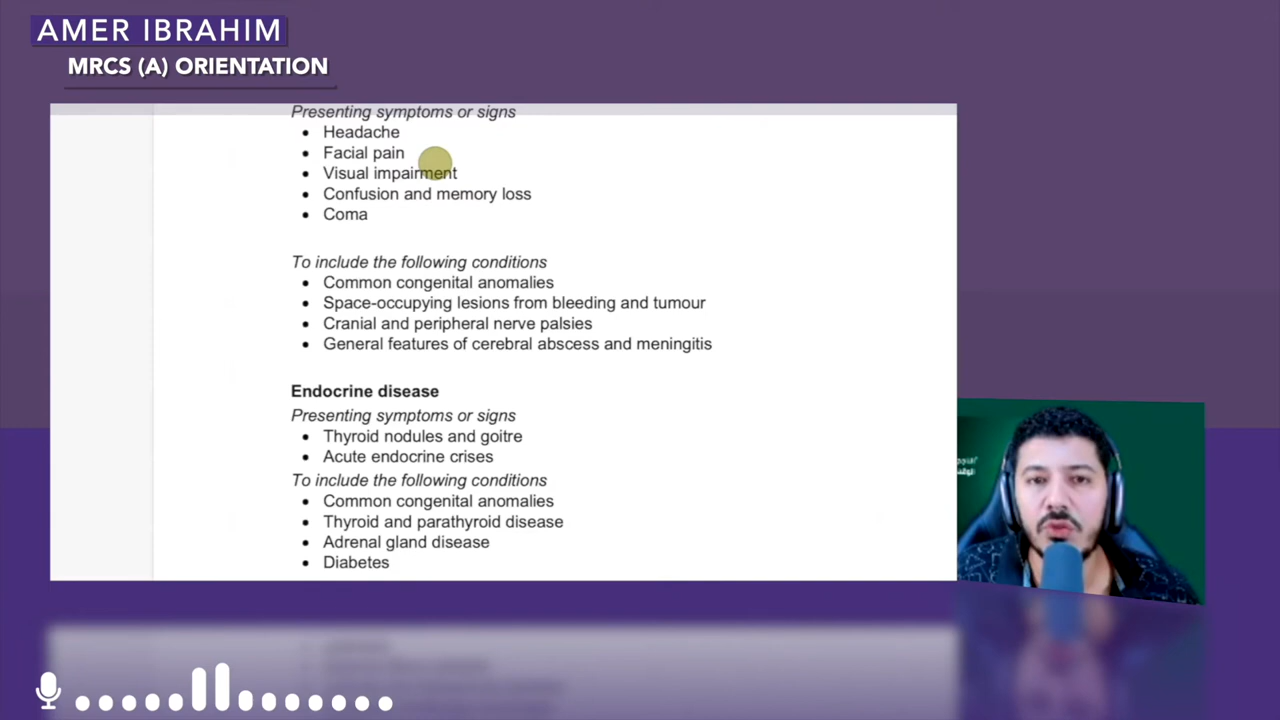 AMER IBRAHIM
MRCS (A) ORIENTATION
Presenting symptoms or signs
• Headache
• Facial pain
• Visual impairment
• Confusion and memory loss
• Coma
To include the following conditions
• Common congenital anomalies
• Space-occupying lesions from bleeding and tumour
• Cranial and peripheral nerve palsies
• General features of cerebral abscess and meningitis
Endocrine disease
Presenting symptoms or signs
• Thyroid nodules and goitre
• Acute endocrine crises
To include the following conditions
• Common congenital anomalies
• Thyroid and parathyroid disease
• Adrenal gland disease
• Diabetes